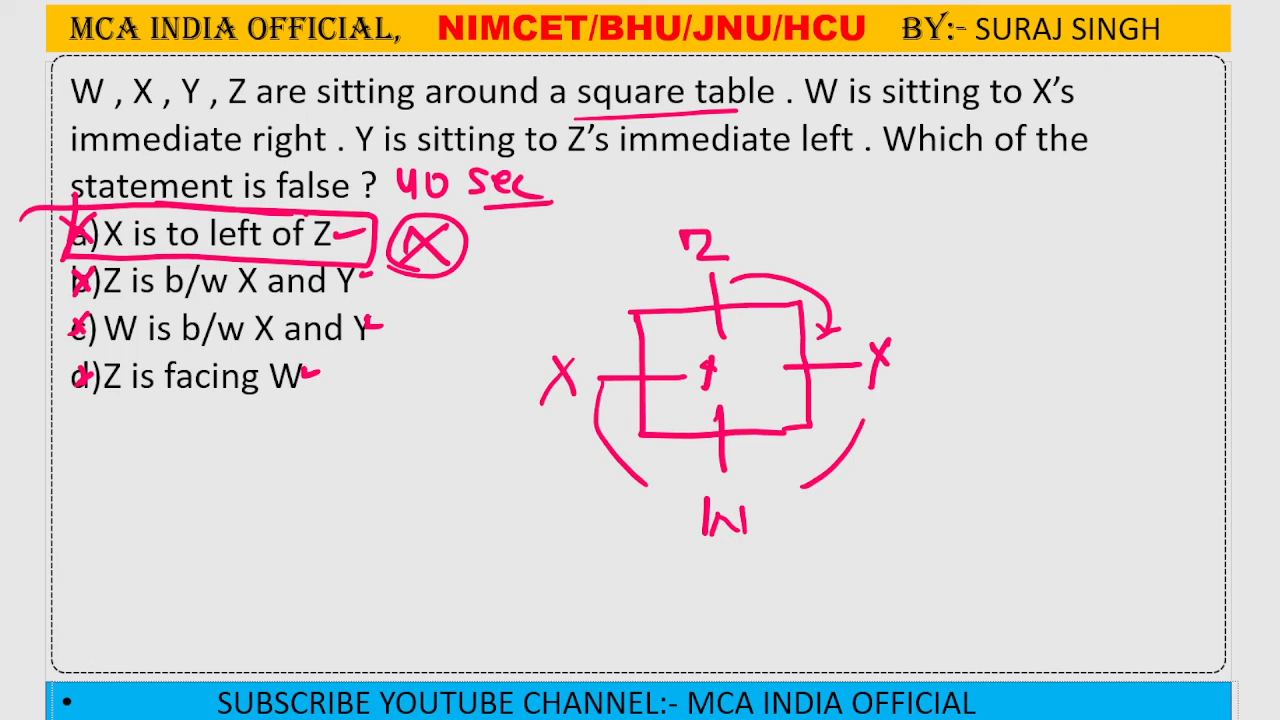 MCA INDIA OFFICIAL, NIMCET/BHU/JNU/HCU BY:- SURAJ SINGH
W , X , Y , Z are sitting around a square table . W is sitting to X’s
immediate right . Y is sitting to Z’s immediate left . Which of the
statement is false ? 40 sec
a)X is to left of Z
b)Z is b/w X and Y
c) W is b/w X and Y
d)Z is facing W
Z
X
X
W
• SUBSCRIBE YOUTUBE CHANNEL:- MCA INDIA OFFICIAL